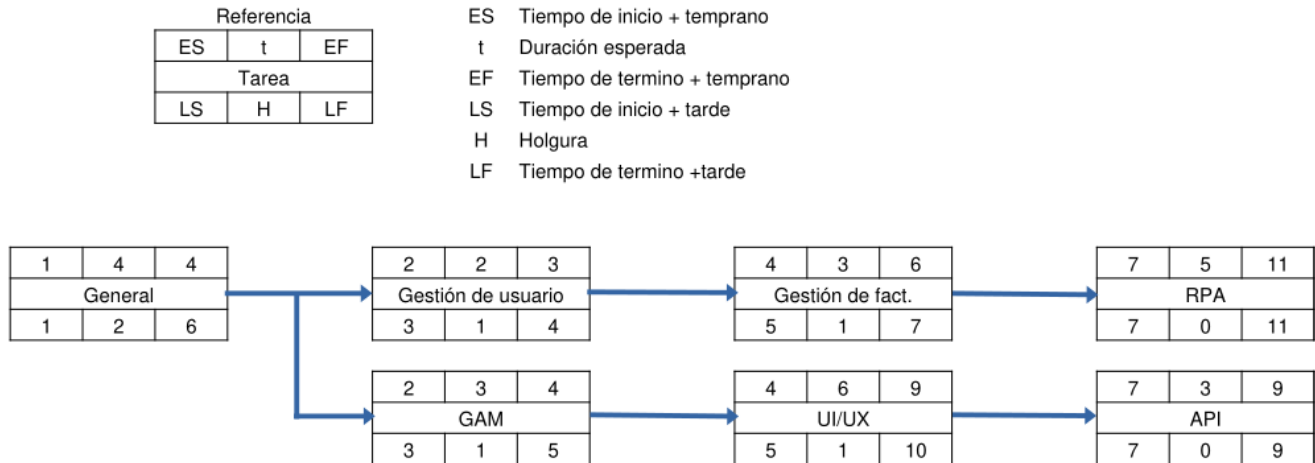 Referencia
ES t EF
Tarea
LS H LF
ES Tiempo de inicio + temprano
t Duración esperada
EF Tiempo de termino + temprano
LS Tiempo de inicio + tarde
H Holgura
LF Tiempo de termino +tarde
1 4 4
General
1 2 6
2 2 3
Gestión de usuario
3 1 4
4 3 6
Gestión de fact.
5 1 7
7 5 11
RPA
7 0 11
2 3 4
GAM
3 1 5
4 6 9
UI/UX
5 1 10
7 3 9
API
7 0 9